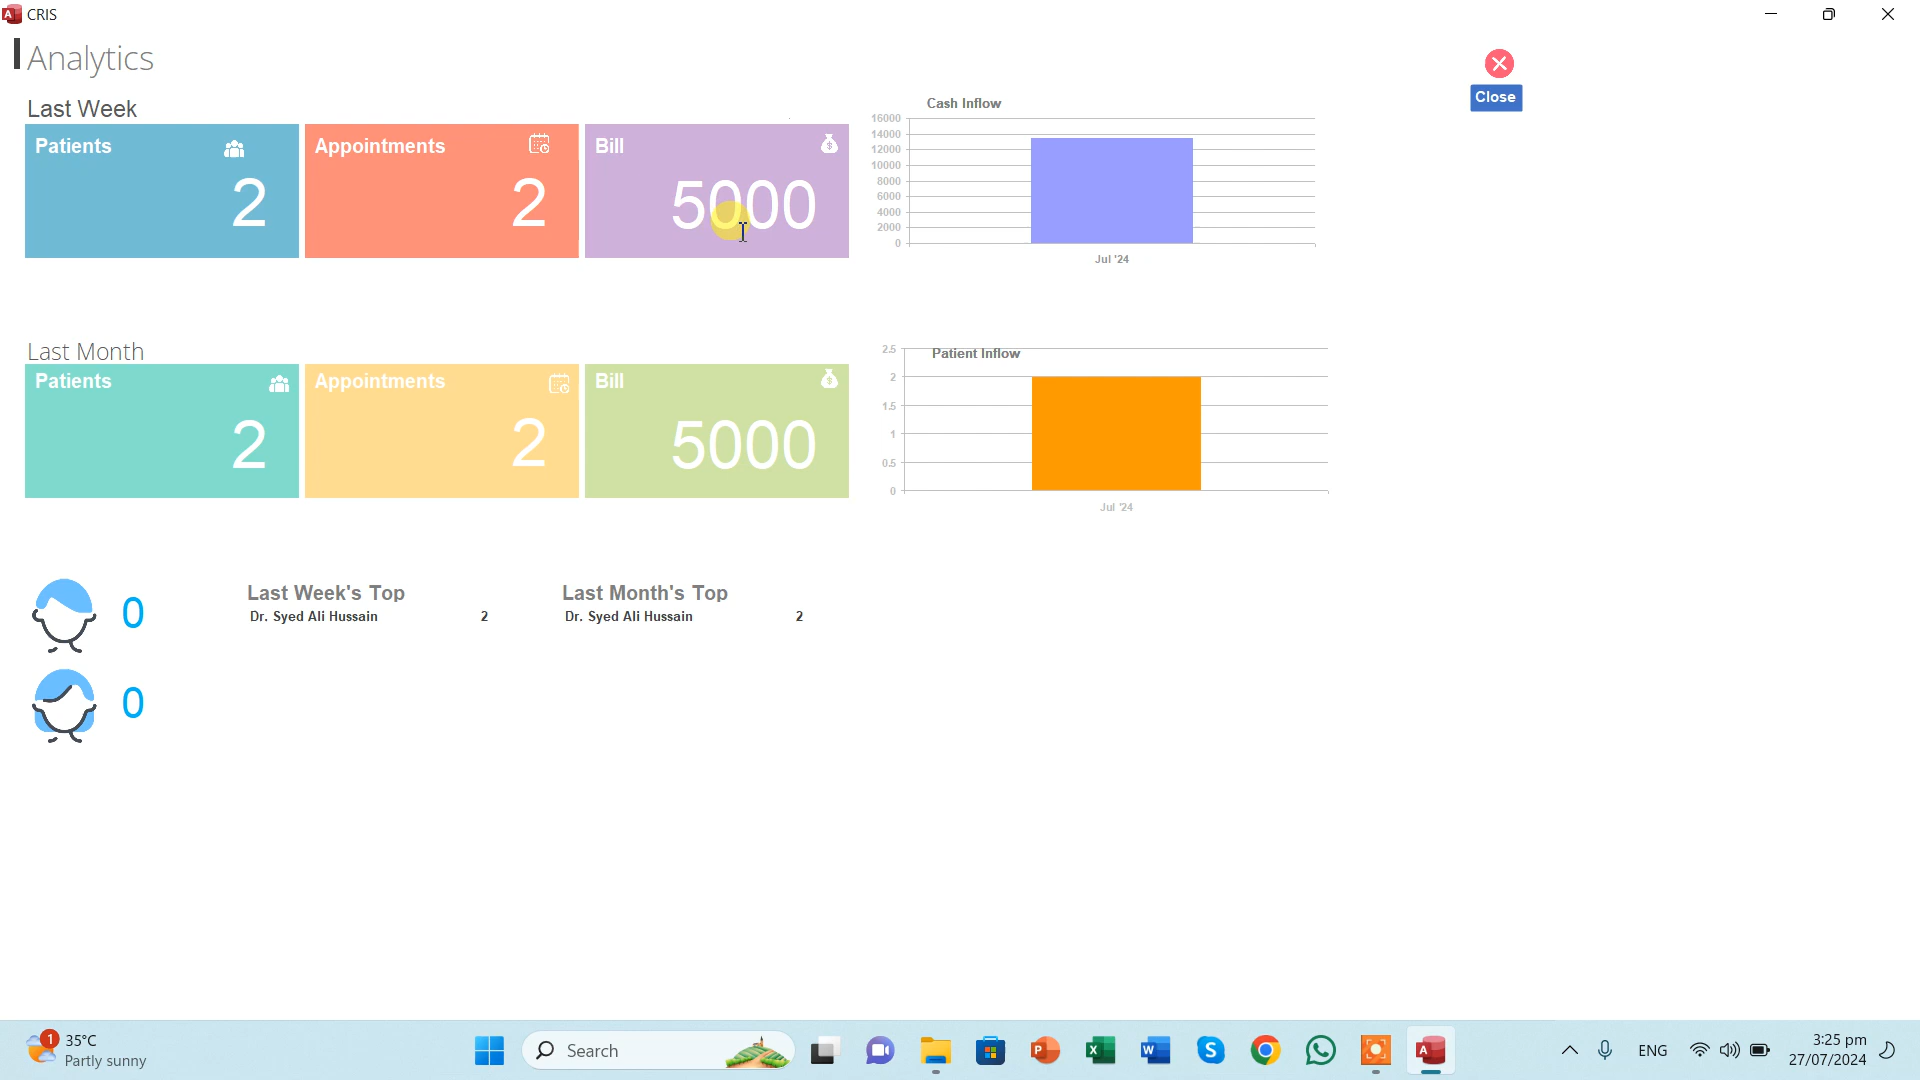 CRIS
Analytics
Close
Last Week
Patients
2
Appointments
2
Bill
5000
Cash Inflow
16000
14000
12000
10000
8000
6000
4000
2000
0
Jul '24
Last Month
Patients
2
Appointments
2
Bill
5000
Patient Inflow
2.5
2
1.5
1
0.5
0
Jul '24
0
0
Last Week's Top
Dr. Syed Ali Hussain 2
Last Month's Top
Dr. Syed Ali Hussain 2
1
35°C
Partly sunny
Search
ENG
3:25 pm
27/07/2024